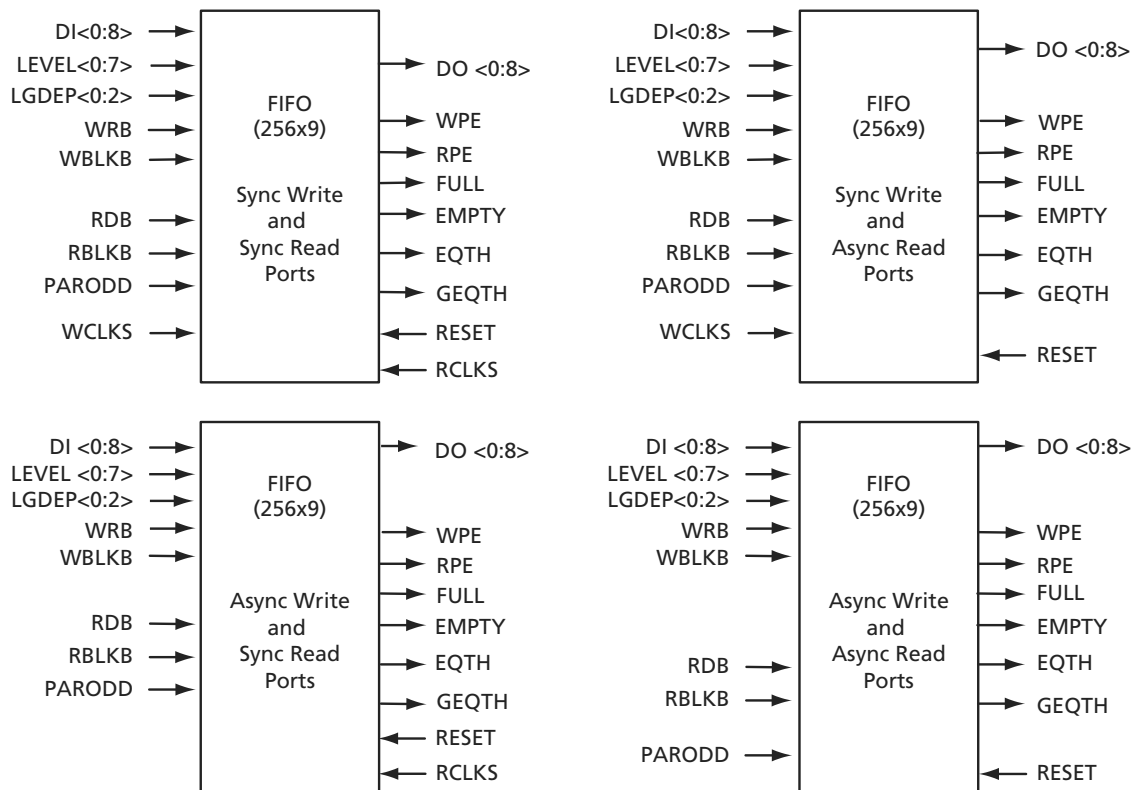 DI<0:8>
LEVEL<0:7>
LGDEP<0:2>
WRB
WBLKB
RDB
RBLKB
PARODD
WCLKS
FIFO
(256x9)
Sync Write
and
Sync Read
Ports
DO <0:8>
WPE
RPE
FULL
EMPTY
EQTH
GEQTH
RESET
RCLKS
DI<0:8>
LEVEL<0:7>
LGDEP<0:2>
WRB
WBLKB
RDB
RBLKB
PARODD
WCLKS
FIFO
(256x9)
Sync Write
and
Async Read
Ports
DO <0:8>
WPE
RPE
FULL
EMPTY
EQTH
GEQTH
RESET
DI <0:8>
LEVEL <0:7>
LGDEP<0:2>
WRB
WBLKB
RDB
RBLKB
PARODD
FIFO
(256x9)
Async Write
and
Sync Read
Ports
DO <0:8>
WPE
RPE
FULL
EMPTY
EQTH
GEQTH
RESET
RCLKS
DI <0:8>
LEVEL <0:7>
LGDEP<0:2>
WRB
WBLKB
RDB
RBLKB
PARODD
FIFO
(256x9)
Async Write
and
Async Read
Ports
DO <0:8>
WPE
RPE
FULL
EMPTY
EQTH
GEQTH
RESET